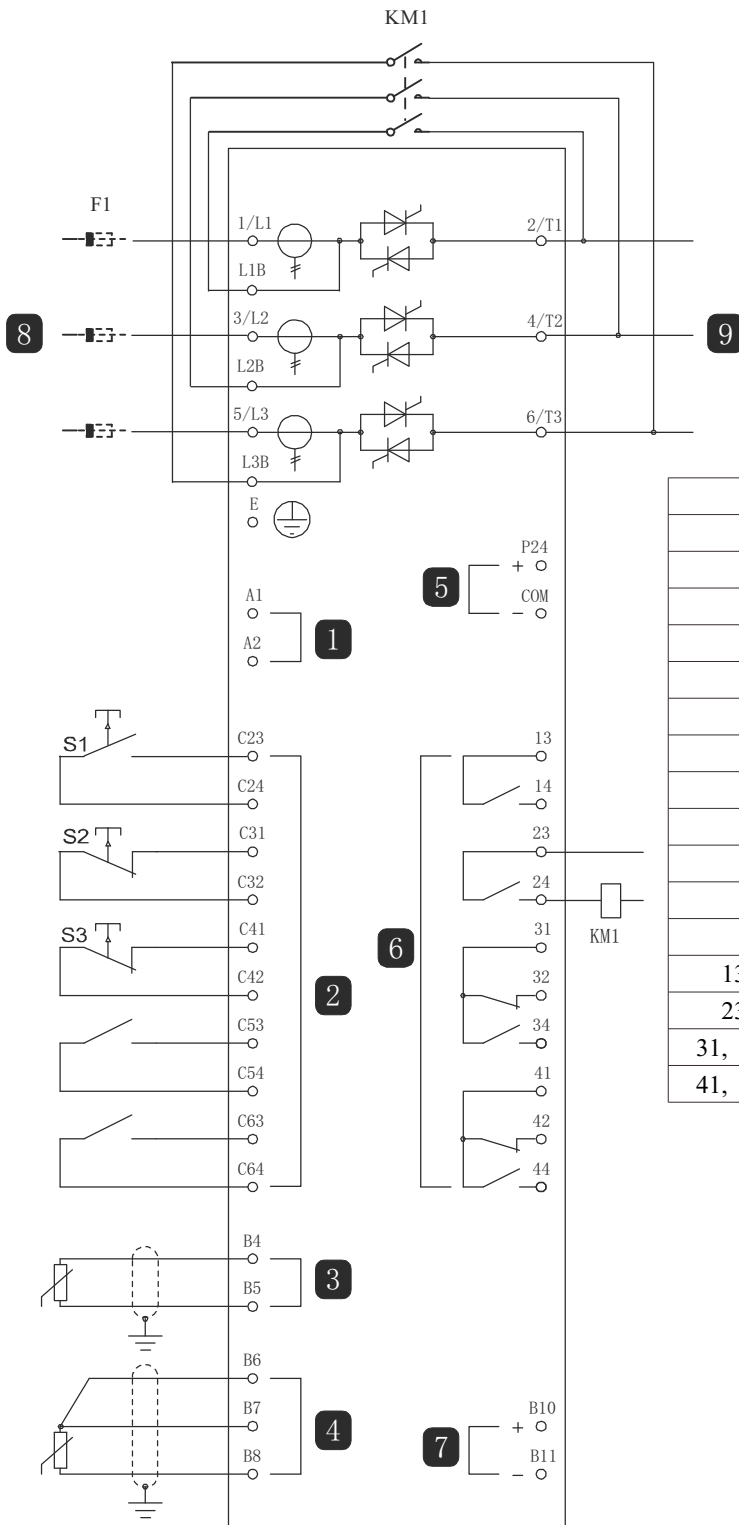 KM1
F1
1/L1
2/T1
L1B
8
3/L2
4/T2
9
L2B
5/L3
6/T3
L3B
E
P24
5
+
A1
COM
-
1
A2
S1
C23
13
C24
14
S2
C31
23
C32
24
S3
C41
6
31
KM1
C42
2
32
13
C53
34
23
C54
41
31,
C63
42
41,
C64
44
B4
3
B5
B6
B7
4
B10
+
7
B8
B11
-